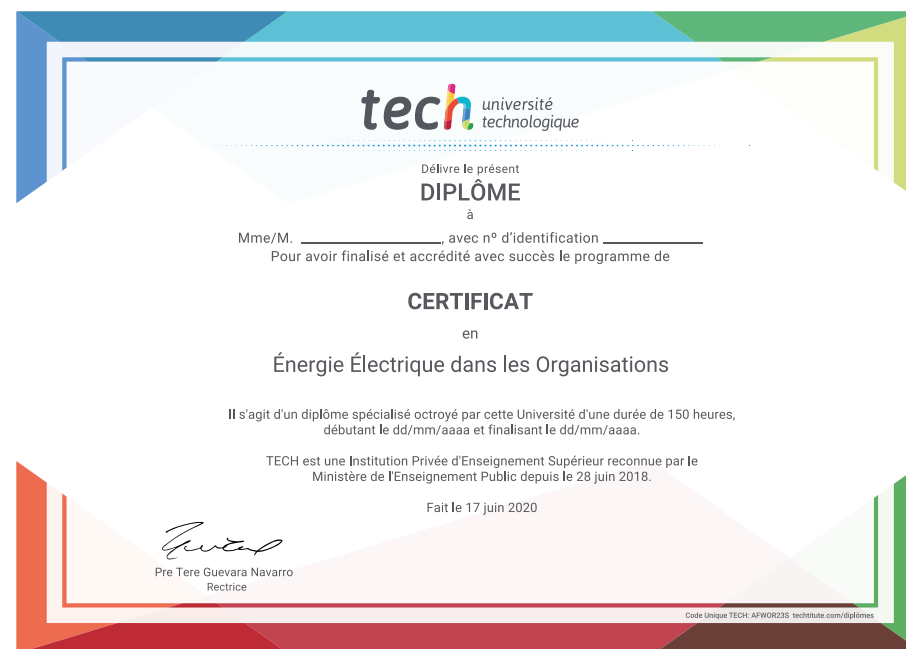 tech université
technologique
Délivre le présent
DIPLÔME
à
Mme/M. ____________________, avec nº d'identification ______________
Pour avoir finalisé et accrédité avec succès le programme de
CERTIFICAT
en
Énergie Électrique dans les Organisations
Il s'agit d'un diplôme spécialisé octroyé par cette Université d'une durée de 150 heures,
débutant le dd/mm/aaaa et finalisant le dd/mm/aaaa.
TECH est une Institution Privée d'Enseignement Supérieur reconnue par le
Ministère de l'Enseignement Public depuis le 28 juin 2018.
Fait le 17 juin 2020
Pre Tere Guevara Navarro
Rectrice
Code Unique TECH: AFWOR23S techtitute.com/diplômes